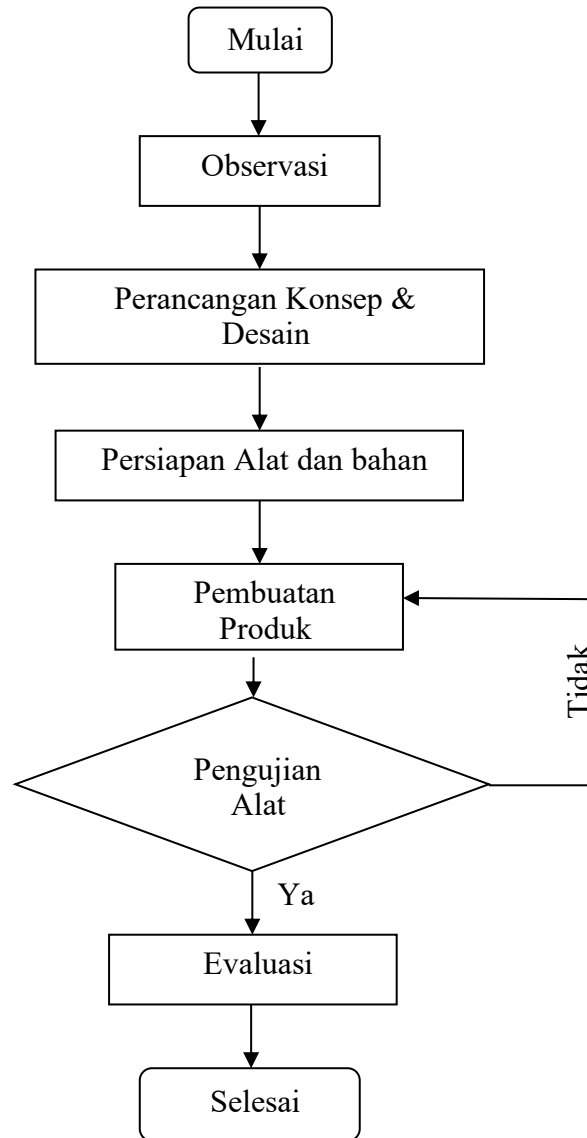 Mulai
Observasi
Perancangan Konsep &
Desain
Persiapan Alat dan bahan
Pembuatan
Produk
Tidak
Pengujian
Alat
Ya
Evaluasi
Selesai